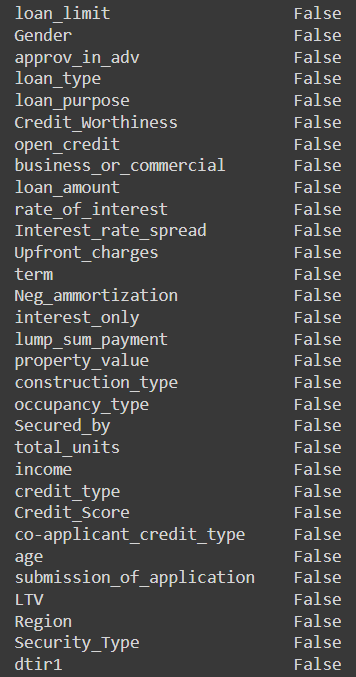 loan_limit False
Gender False
approv_in_adv False
loan_type False
loan_purpose False
Credit_Worthiness False
open_credit False
business_or_commercial False
loan_amount False
rate_of_interest False
Interest_rate_spread False
Upfront_charges False
term False
Neg_ammortization False
interest_only False
lump_sum_payment False
property_value False
construction_type False
occupancy_type False
Secured_by False
total_units False
income False
credit_type False
Credit_Score False
co-applicant_credit_type False
age False
submission_of_application False
LTV False
Region False
Security_Type False
dtir1 False